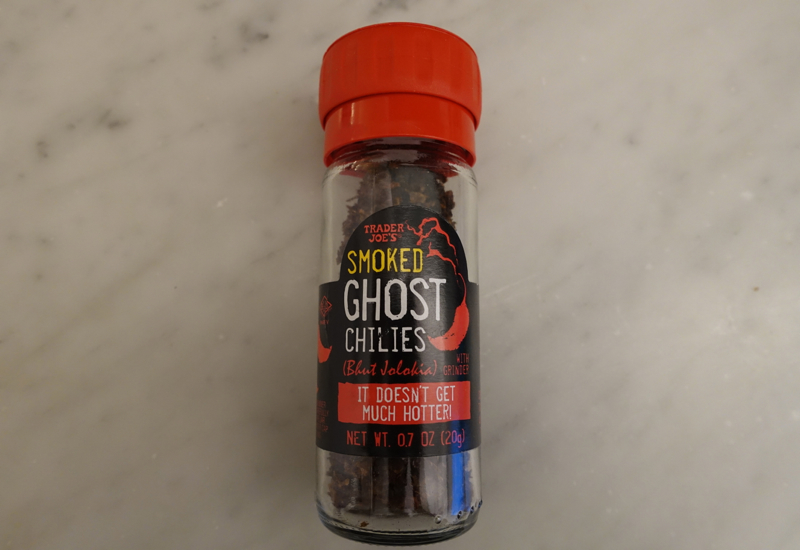 TRADER
JOE'S
SMOKED
GHOST
CHILIES
(Bhut Jolokia)
WITH
GRINDER
IT DOESN'T GET
MUCH HOTTER!
NET WT. 0.7 OZ (20g)